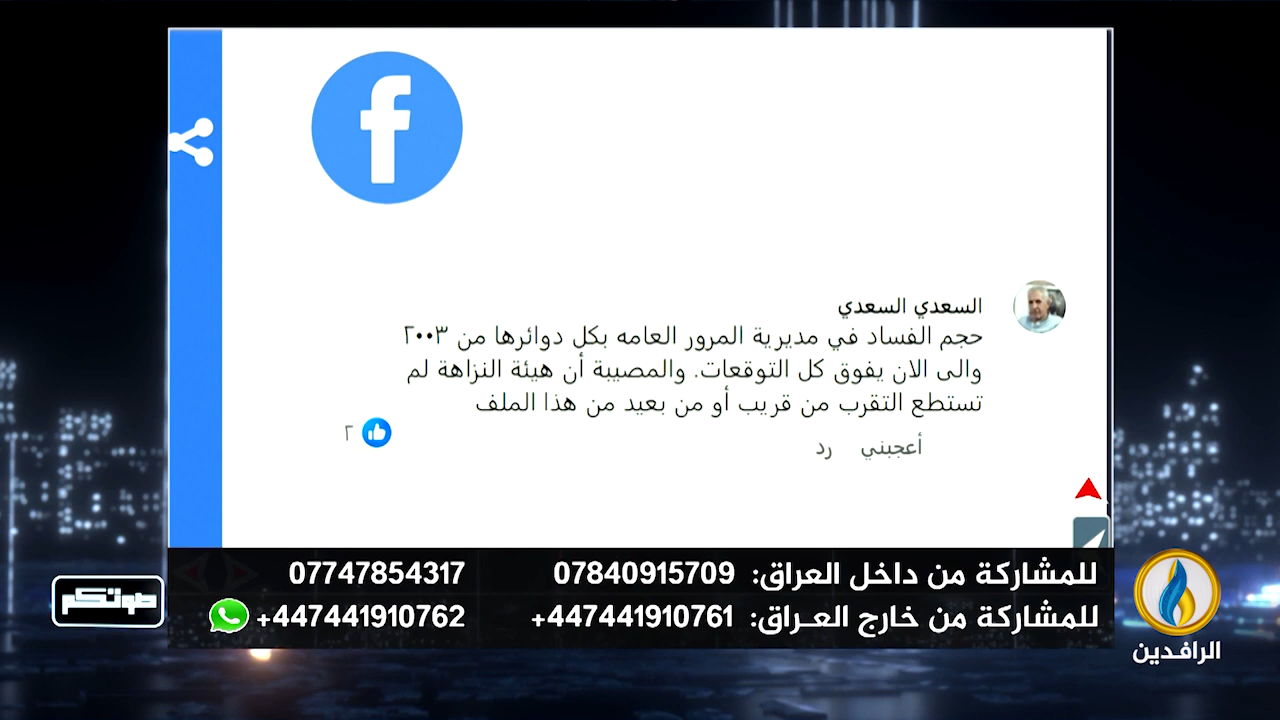 السعدي السعدي
حجم الفساد في مديرية المرور العامه بكل دوائرها من ٢٠٠٣
والى الان يفوق كل التوقعات. والمصيبة أن هيئة النزاهة لم
تستطع التقرب من قريب أو من بعيد من هذا الملف
٢
أعجبني رد
للمشاركة من داخل العراق: 07840915709 07747854317
للمشاركة من خارج العـراق: 447441910761+ 447441910762+
صوتكم
الرافدين